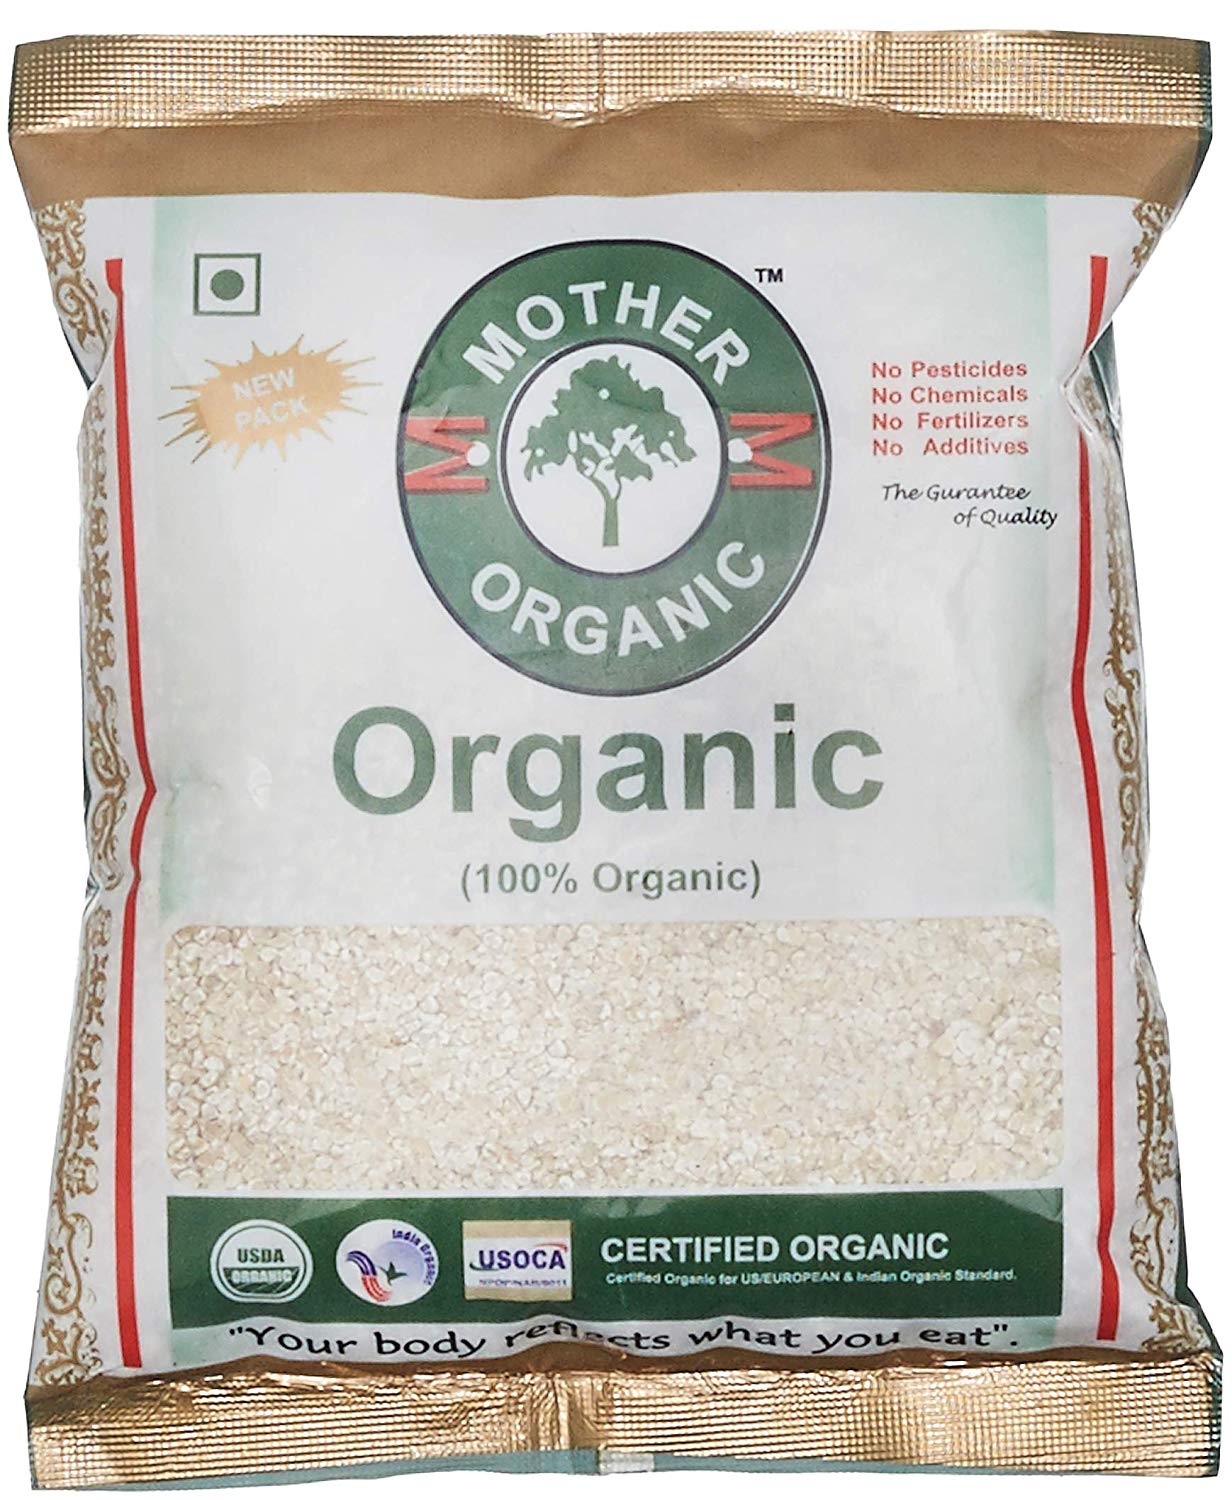 MOTHER
TM
M M
ORGANIC
NEW
PACK
No Pesticides
No Chemicals
No Fertilizers
No Additives
The Gurantee
of Quality
Organic
(100% Organic)
USDA
ORGANIC
India Organic
USOCA
CERTIFIED ORGANIC
Certified Organic for US/EUROPEAN & Indian Organic Standard.
"Your body reflects what you eat".